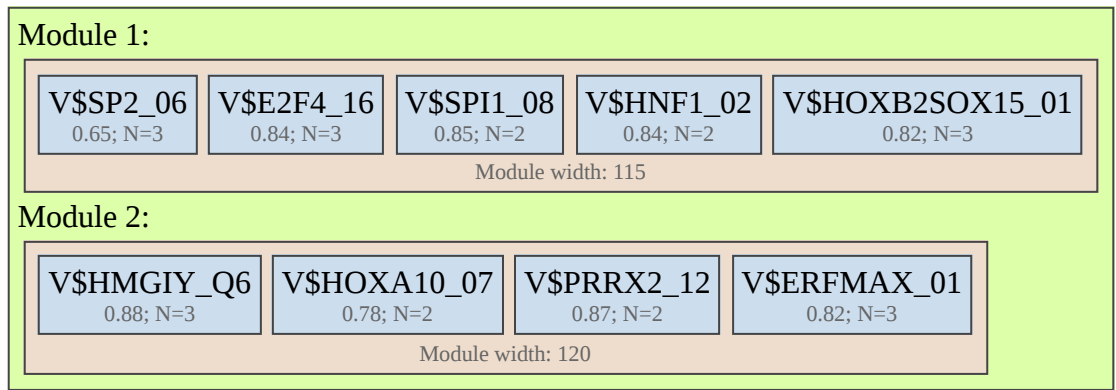 Module 1:
V$SP2_06 V$E2F4_16 V$SPI1_08 V$HNF1_02 V$HOXB2SOX15_01
0.65; N=3 0.84; N=3 0.85; N=2 0.84; N=2 0.82; N=3
Module width: 115
Module 2:
V$HMGIY_Q6 V$HOXA10_07 V$PRRX2_12 V$ERFMAX_01
0.88; N=3 0.78; N=2 0.87; N=2 0.82; N=3
Module width: 120